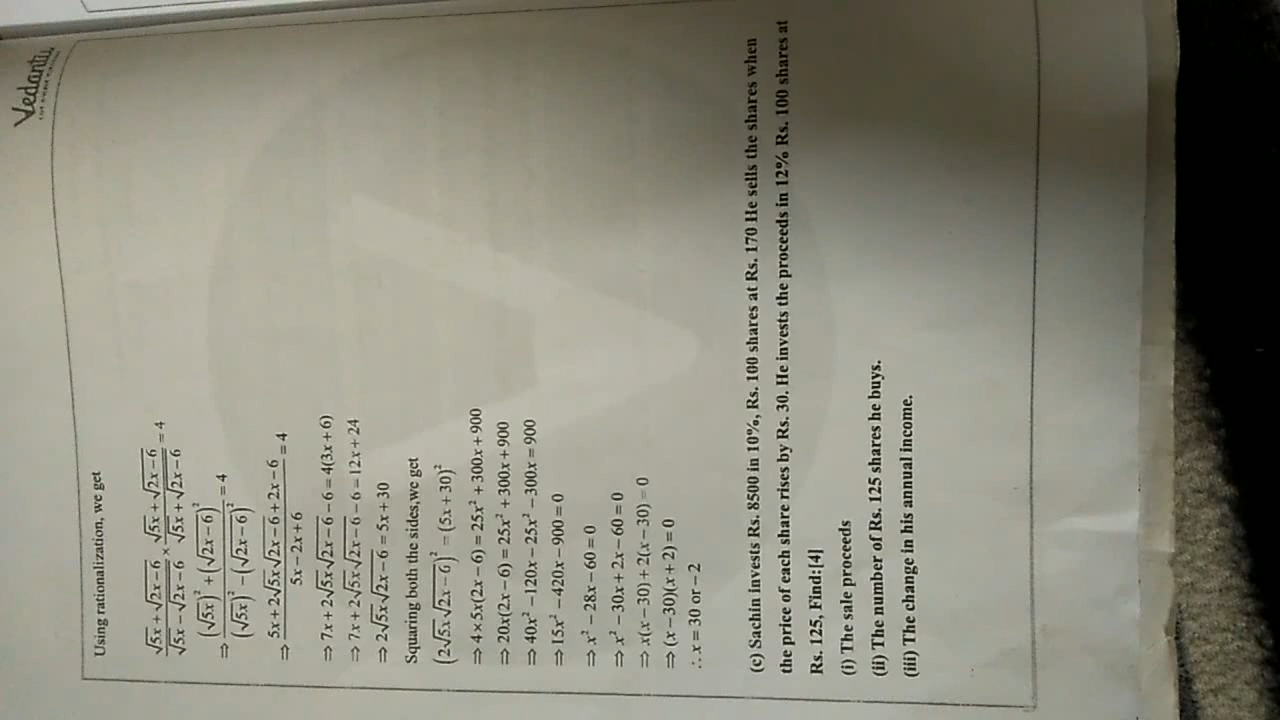 Vedantu
Using rationalization, we get
(√5x+√(2x−6))/(√5x−√(2x−6)) × (√5x+√(2x−6))/(√5x+√(2x−6)) = 4
⇒ ((√5x)²+(√(2x−6))²)/((√5x)²−(√(2x−6))²) = 4
⇒ (5x+2√5x√(2x−6)+2x−6)/(5x−2x+6) = 4
⇒ 7x+2√5x√(2x−6)−6=4(3x+6)
⇒ 7x+2√5x√(2x−6)−6=12x+24
⇒ 2√5x√(2x−6)=5x+30
Squaring both the sides,we get
(2√5x√(2x−6))²=(5x+30)²
⇒ 4×5x(2x−6)=25x²+300x+900
⇒ 20x(2x−6)=25x²+300x+900
⇒ 40x²−120x−25x²−300x=900
⇒ 15x²−420x−900=0
⇒ x²−28x−60=0
⇒ x²−30x+2x−60=0
⇒ x(x−30)+2(x−30)=0
⇒ (x−30)(x+2)=0
∴ x=30 or −2
(c) Sachin invests Rs. 8500 in 10%, Rs. 100 shares at Rs. 170 He sells the shares when
the price of each share rises by Rs. 30. He invests the proceeds in 12% Rs. 100 shares at
Rs. 125, Find:[4]
(i) The sale proceeds
(ii) The number of Rs. 125 shares he buys.
(iii) The change in his annual income.